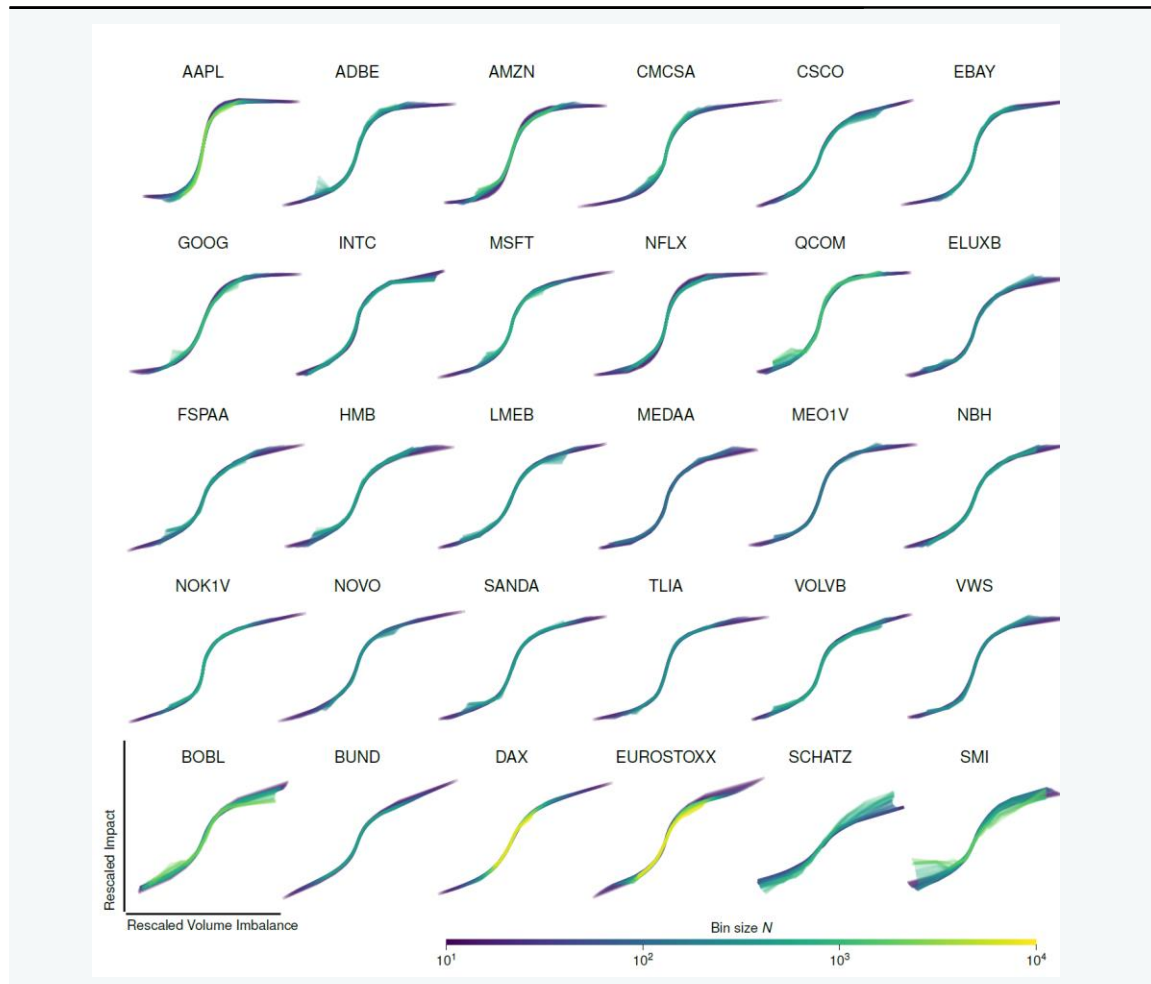 AAPL ADBE AMZN CMCSA CSCO EBAY
GOOG INTC MSFT NFLX QCOM ELUXB
FSPAA HMB LMEB MEDAA MEO1V NBH
NOK1V NOVO SANDA TLIA VOLVB VWS
BOBL BUND DAX EUROSTOXX SCHATZ SMI
Rescaled Impact
Rescaled Volume Imbalance
Bin size N
10¹ 10² 10³ 10⁴